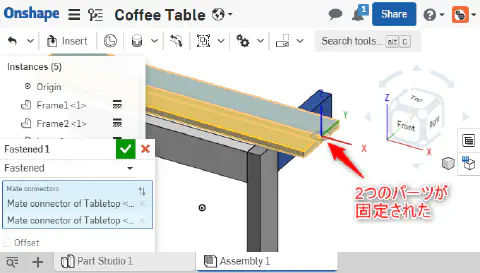 Onshape
Coffee Table
1
Share
Insert
Search tools...
alt
C
Instances (5)
Origin
Frame1 <1>
Frame2 <1>
Fastened 1
Fastened
Mate connectors
Mate connector of Tabletop <...
Mate connector of Tabletop <...
Offset
Z
Y
X
Z
X
Front
2つのパーツが
固定された
Part Studio 1
Assembly 1